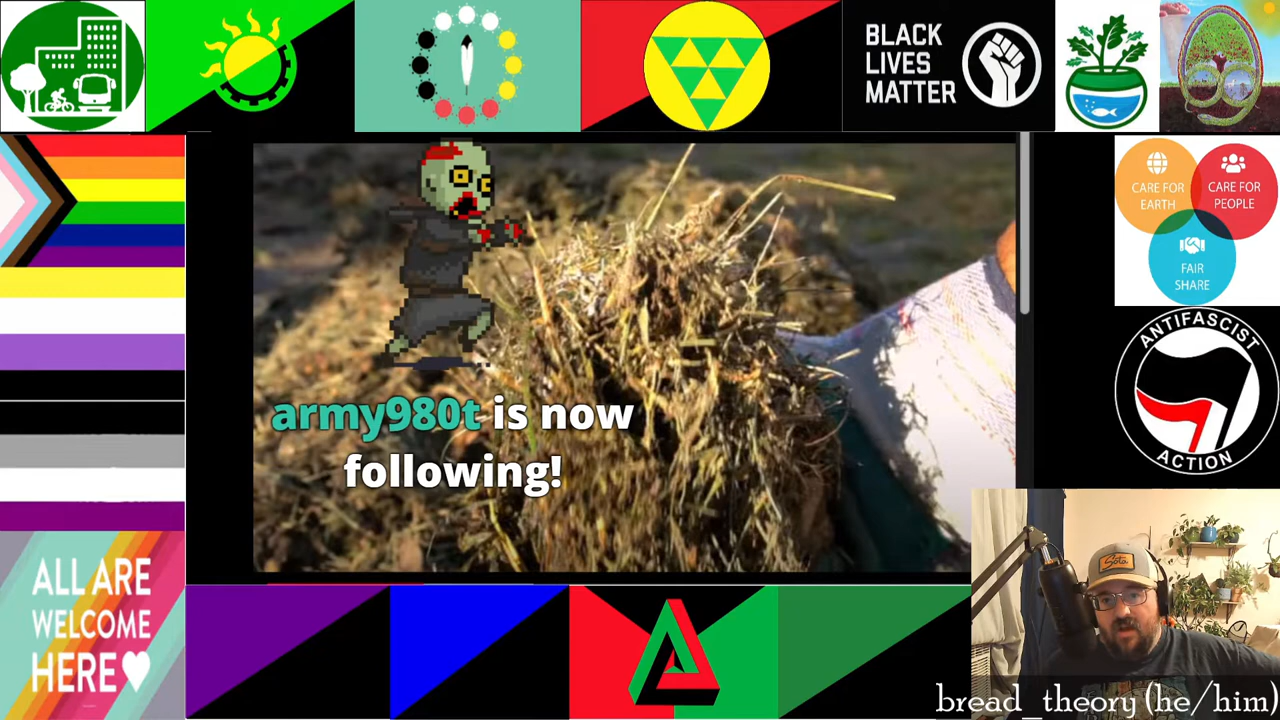 BLACK
LIVES
MATTER
CARE FOR
EARTH
CARE FOR
PEOPLE
FAIR
SHARE
ANTIFASCIST
ACTION
army980t is now
following!
ALL ARE
WELCOME
HERE
Sota
bread_theory (he/him)